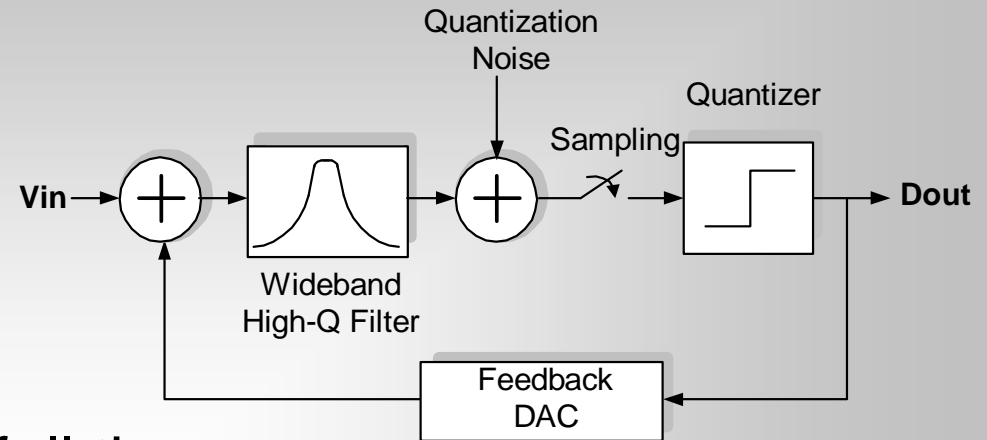 Quantization
Noise
Quantizer
Sampling
Vin
Dout
Wideband
High-Q Filter
Feedback
DAC